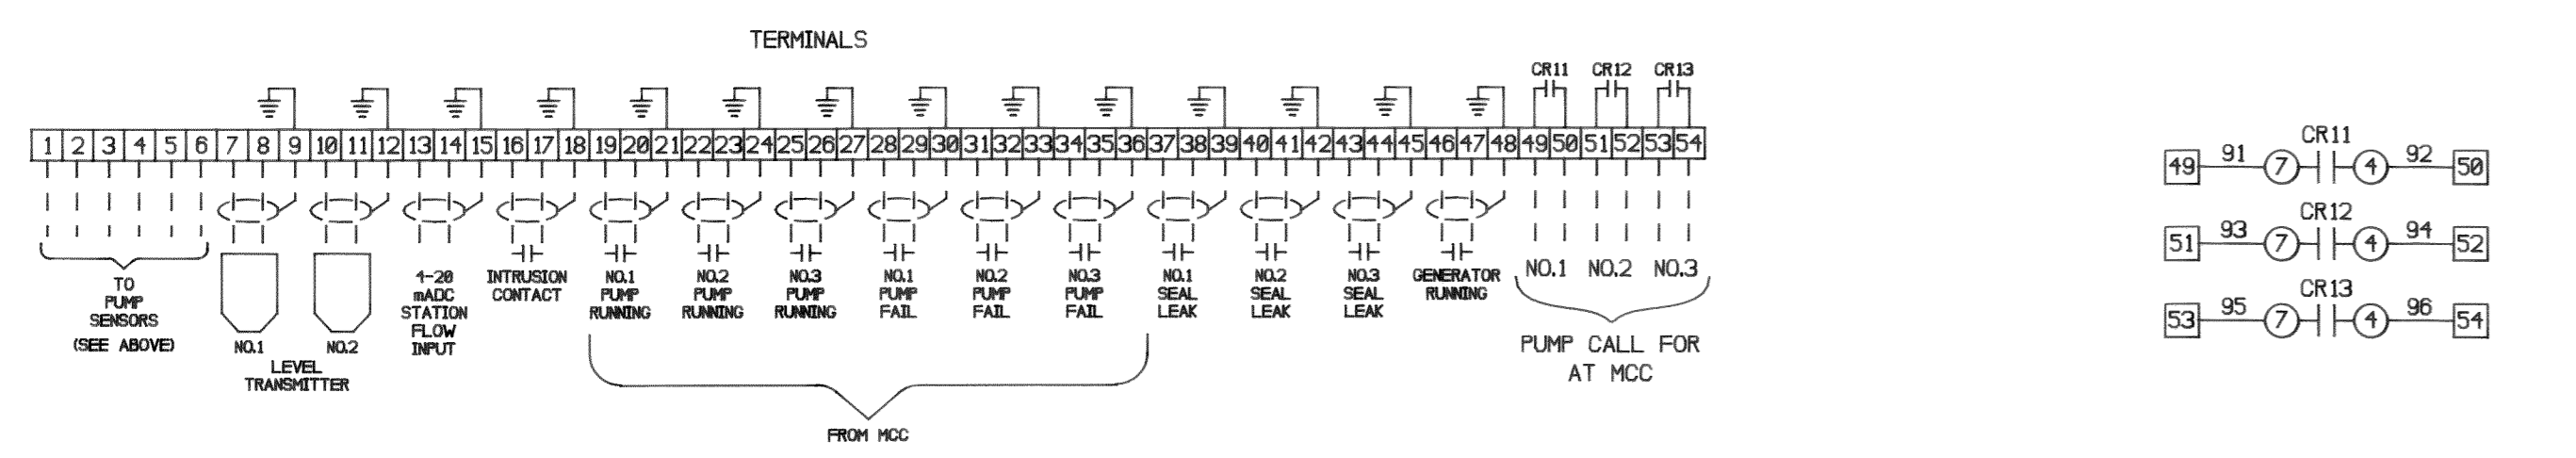 TERMINALS
CR11 CR12 CR13
1 2 3 4 5 6 7 8 9 10 11 12 13 14 15 16 17 18 19 20 21 22 23 24 25 26 27 28 29 30 31 32 33 34 35 36 37 38 39 40 41 42 43 44 45 46 47 48 49 50 51 52 53 54
TO
PUMP
SENSORS
(SEE ABOVE)
NO.1 NO.2
LEVEL
TRANSMITTER
4-20
mADC
STATION
FLOW
INPUT
INTRUSION
CONTACT
NO.1
PUMP
RUNNING
NO.2
PUMP
RUNNING
NO.3
PUMP
RUNNING
NO.1
PUMP
FAIL
NO.2
PUMP
FAIL
NO.3
PUMP
FAIL
FROM MCC
NO.1
SEAL
LEAK
NO.2
SEAL
LEAK
NO.3
SEAL
LEAK
GENERATOR
RUNNING
NO.1 NO.2 NO.3
PUMP CALL FOR
AT MCC
CR11
49 91 7 4 92 50
CR12
51 93 7 4 94 52
CR13
53 95 7 4 96 54